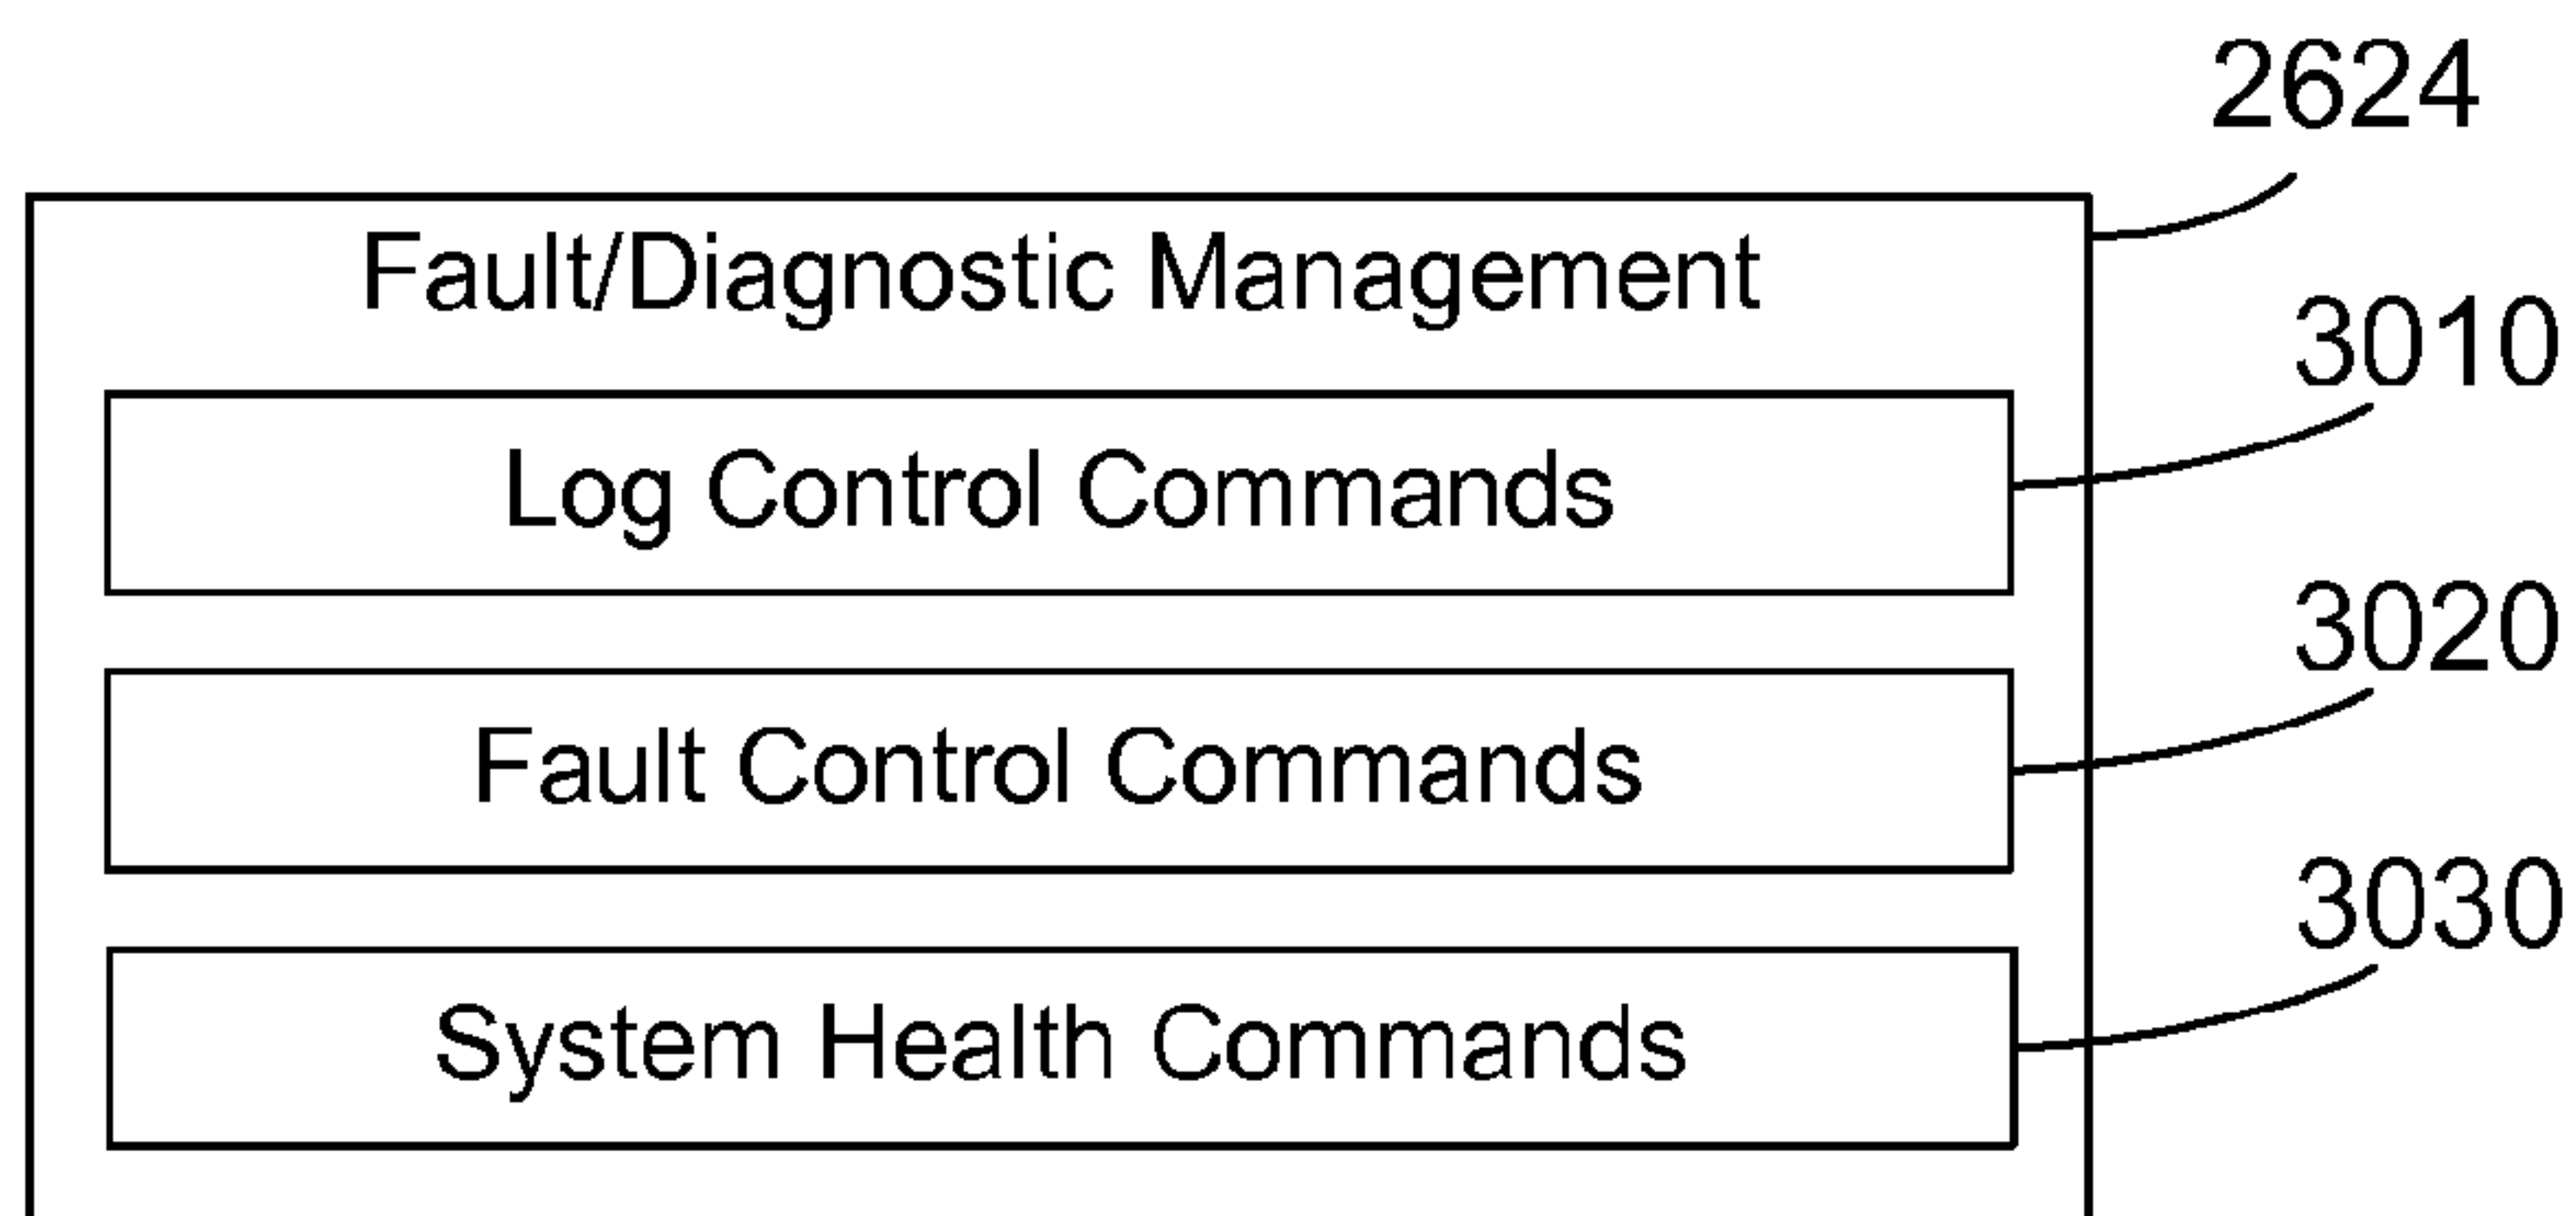 2624
Fault/Diagnostic Management
3010
Log Control Commands
3020
Fault Control Commands
3030
System Health Commands